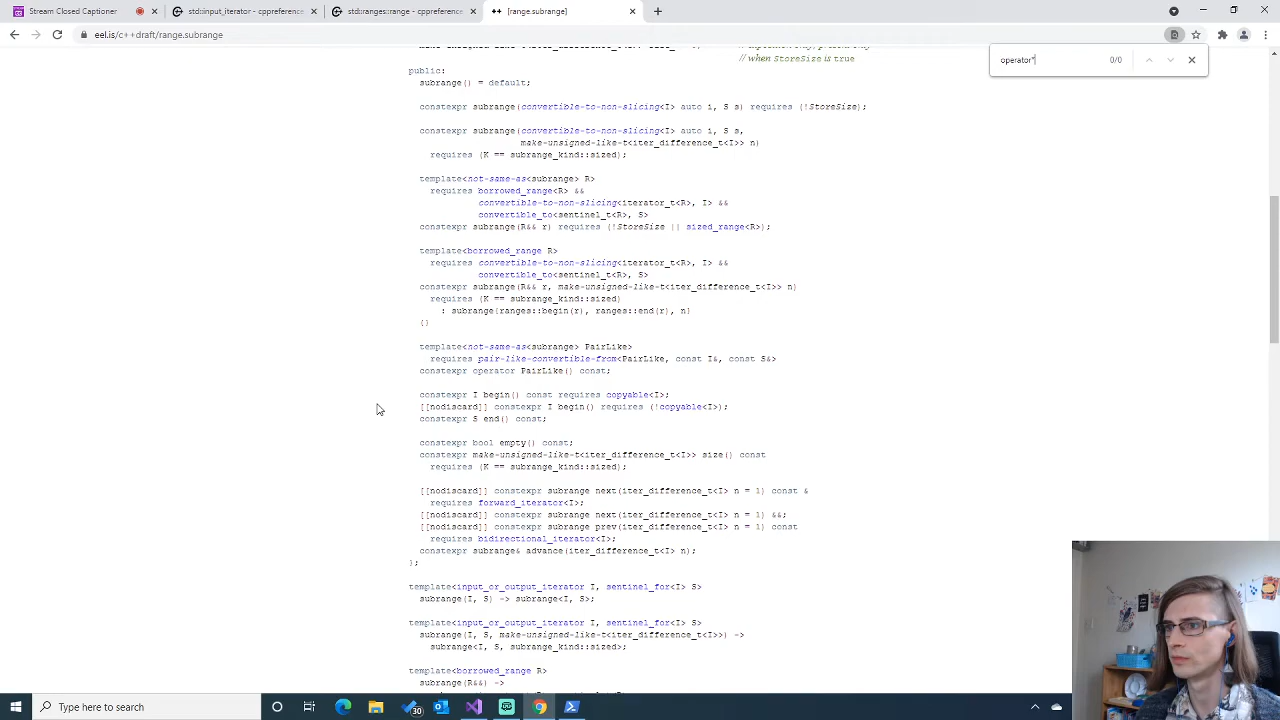 Stream Closed Captioner
std::input_iterator - cppreference
std::ranges::range - cppreference
[range.subrange]
eel.is/c++draft/range.subrange
operator*
0/0
// when StoreSize is true
public:
subrange() = default;
constexpr subrange(convertible-to-non-slicing<I> auto i, S s) requires (!StoreSize);
constexpr subrange(convertible-to-non-slicing<I> auto i, S s,
make-unsigned-like-t<iter_difference_t<I>> n)
requires (K == subrange_kind::sized);
template<not-same-as<subrange> R>
requires borrowed_range<R> &&
convertible-to-non-slicing<iterator_t<R>, I> &&
convertible_to<sentinel_t<R>, S>
constexpr subrange(R&& r) requires (!StoreSize || sized_range<R>);
template<borrowed_range R>
requires convertible-to-non-slicing<iterator_t<R>, I> &&
convertible_to<sentinel_t<R>, S>
constexpr subrange(R&& r, make-unsigned-like-t<iter_difference_t<I>> n)
requires (K == subrange_kind::sized)
: subrange{ranges::begin(r), ranges::end(r), n}
{}
template<not-same-as<subrange> PairLike>
requires pair-like-convertible-from<PairLike, const I&, const S&>
constexpr operator PairLike() const;
constexpr I begin() const requires copyable<I>;
[[nodiscard]] constexpr I begin() requires (!copyable<I>);
constexpr S end() const;
constexpr bool empty() const;
constexpr make-unsigned-like-t<iter_difference_t<I>> size() const
requires (K == subrange_kind::sized);
[[nodiscard]] constexpr subrange next(iter_difference_t<I> n = 1) const &
requires forward_iterator<I>;
[[nodiscard]] constexpr subrange next(iter_difference_t<I> n = 1) &&;
[[nodiscard]] constexpr subrange prev(iter_difference_t<I> n = 1) const
requires bidirectional_iterator<I>;
constexpr subrange& advance(iter_difference_t<I> n);
};
template<input_or_output_iterator I, sentinel_for<I> S>
subrange(I, S) -> subrange<I, S>;
template<input_or_output_iterator I, sentinel_for<I> S>
subrange(I, S, make-unsigned-like-t<iter_difference_t<I>>) ->
subrange<I, S, subrange_kind::sized>;
template<borrowed_range R>
subrange(R&&) ->
Type here to search
30